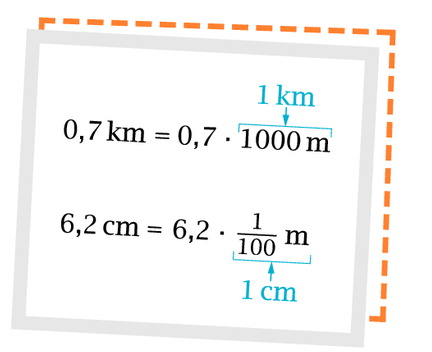 1 km
0,7 km = 0,7 · 1000 m
6,2 cm = 6,2 · 1/100 m
1 cm